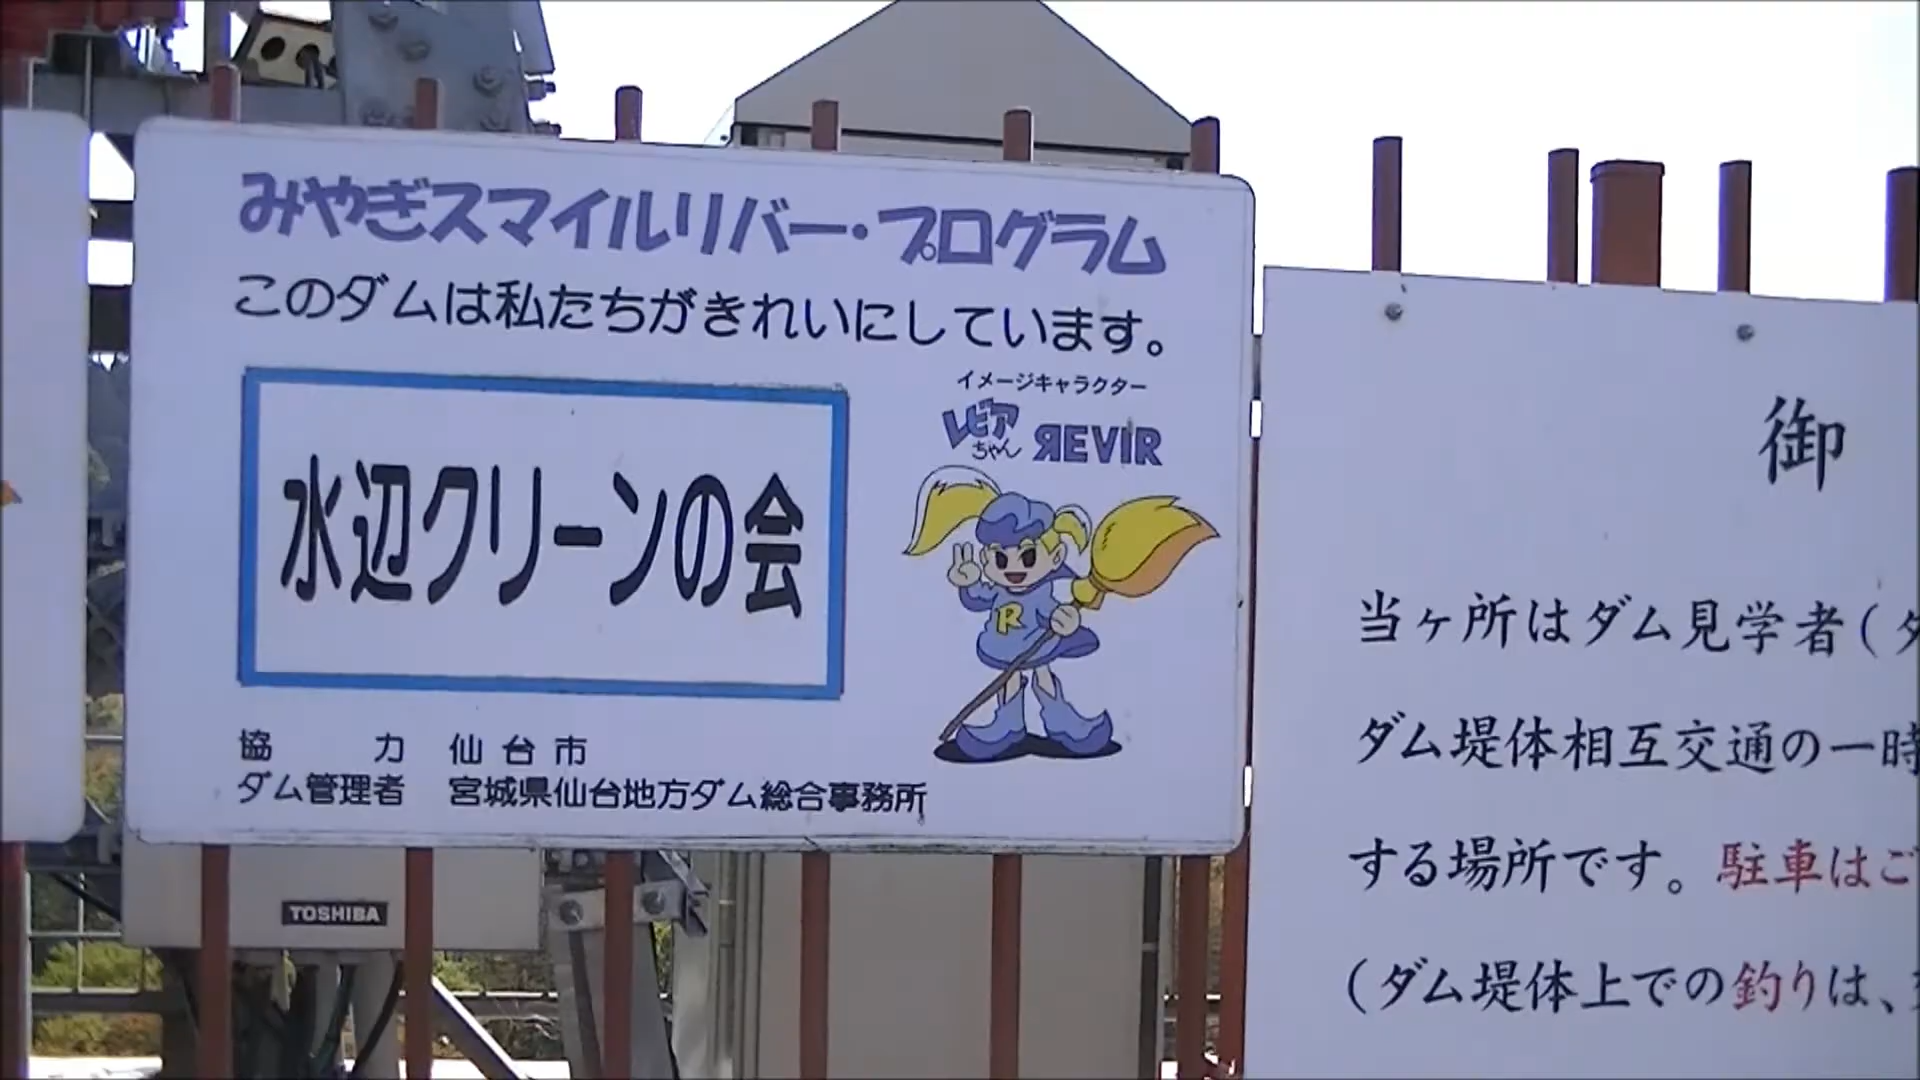 みやぎスマイルリバー・プログラム
このダムは私たちがきれいにしています。
イメージキャラクター
レビアちゃん ЯEVIR
水辺クリーンの会
R
協力 仙台市
ダム管理者 宮城県仙台地方ダム総合事務所
TOSHIBA
御
当ヶ所はダム見学者(
ダム堤体相互交通の一時
する場所です。駐車はご
(ダム堤体上での釣りは、